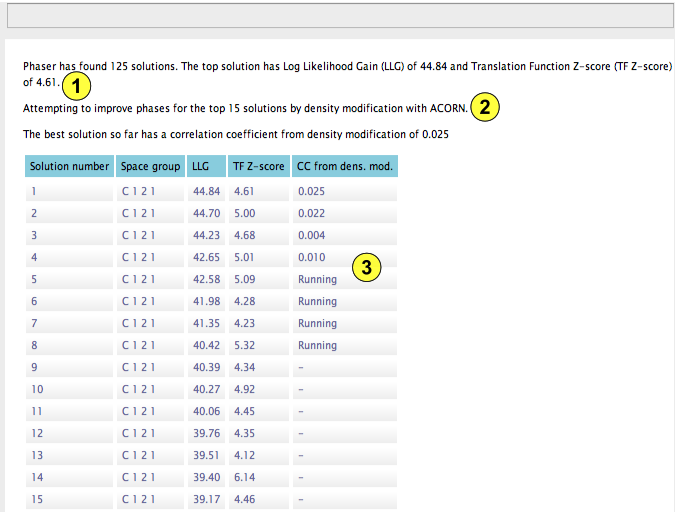 Phaser has found 125 solutions. The top solution has Log Likelihood Gain (LLG) of 44.84 and Translation Function Z-score (TF Z-score)
of 4.61. 1
Attempting to improve phases for the top 15 solutions by density modification with ACORN. 2
The best solution so far has a correlation coefficient from density modification of 0.025
Solution number Space group LLG TF Z-score CC from dens. mod.
1 C 1 2 1 44.84 4.61 0.025
2 C 1 2 1 44.70 5.00 0.022
3 C 1 2 1 44.23 4.68 0.004
4 C 1 2 1 42.65 5.01 0.010
3
5 C 1 2 1 42.58 5.09 Running
6 C 1 2 1 41.98 4.28 Running
7 C 1 2 1 41.35 4.23 Running
8 C 1 2 1 40.42 5.32 Running
9 C 1 2 1 40.39 4.34 -
10 C 1 2 1 40.27 4.92 -
11 C 1 2 1 40.06 4.45 -
12 C 1 2 1 39.76 4.35 -
13 C 1 2 1 39.51 4.12 -
14 C 1 2 1 39.40 6.14 -
15 C 1 2 1 39.17 4.46 -